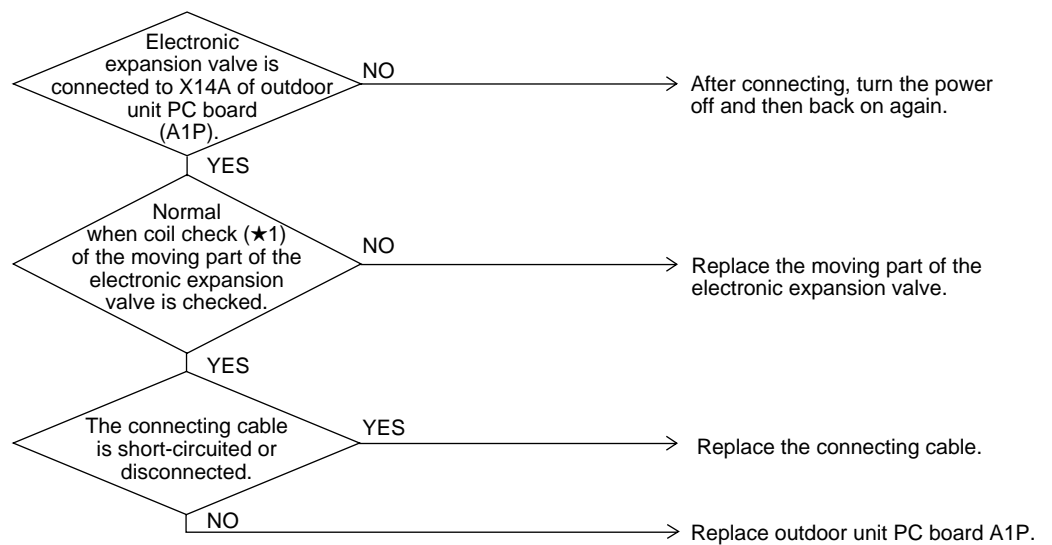 Electronic
expansion valve is
connected to X14A of outdoor
unit PC board
(A1P).
NO
After connecting, turn the power
off and then back on again.
YES
Normal
when coil check (★1)
of the moving part of the
electronic expansion
valve is checked.
NO
Replace the moving part of the
electronic expansion valve.
YES
The connecting cable
is short-circuited or
disconnected.
YES
Replace the connecting cable.
NO
Replace outdoor unit PC board A1P.